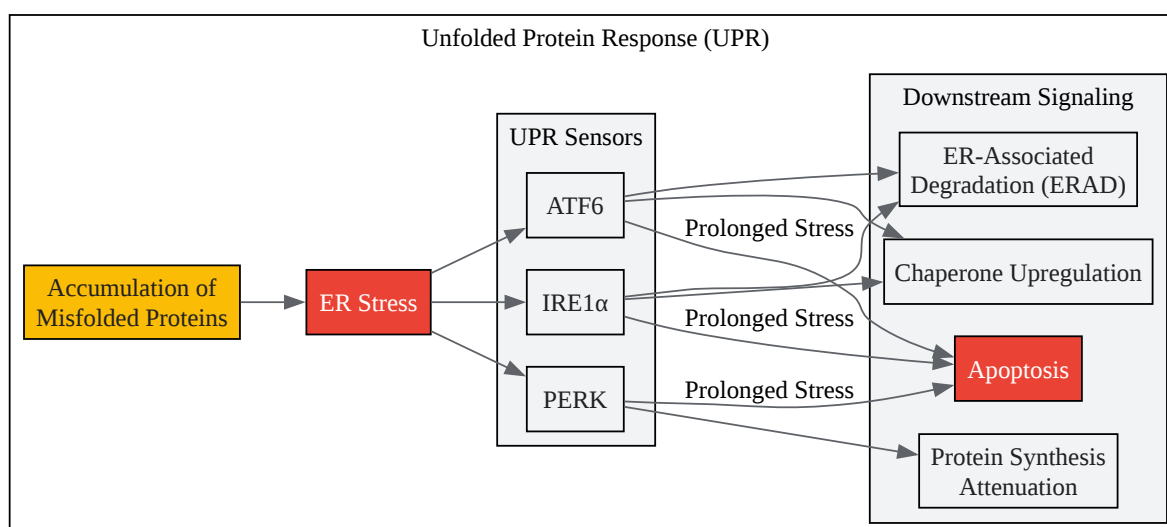 Unfolded Protein Response (UPR)
Downstream Signaling
UPR Sensors
ER-Associated
Degradation (ERAD)
ATF6
Prolonged Stress
Chaperone Upregulation
Accumulation of
Misfolded Proteins
ER Stress
IRE1α
Prolonged Stress
Apoptosis
PERK
Prolonged Stress
Protein Synthesis
Attenuation